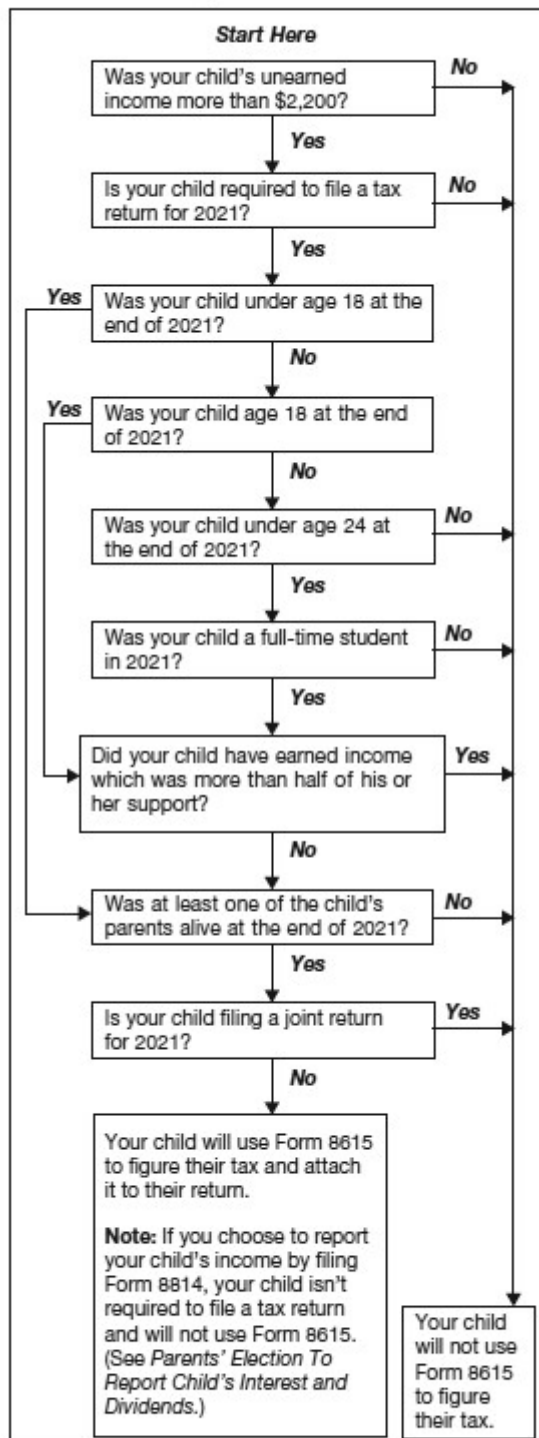 Start Here
Was your child's unearned
income more than $2,200?
No
Yes
Is your child required to file a tax
return for 2021?
No
Yes
Yes
Was your child under age 18 at the
end of 2021?
No
Yes
Was your child age 18 at the end
of 2021?
No
Was your child under age 24 at
the end of 2021?
No
Yes
Was your child a full-time student
in 2021?
No
Yes
Did your child have earned income
which was more than half of his or
her support?
Yes
No
Was at least one of the child's
parents alive at the end of 2021?
No
Yes
Is your child filing a joint return
for 2021?
Yes
No
Your child will use Form 8615
to figure their tax and attach
it to their return.
Note: If you choose to report
your child's income by filing
Form 8814, your child isn't
required to file a tax return
and will not use Form 8615.
(See Parents' Election To
Report Child's Interest and
Dividends.)
Your child
will not use
Form 8615
to figure
their tax.